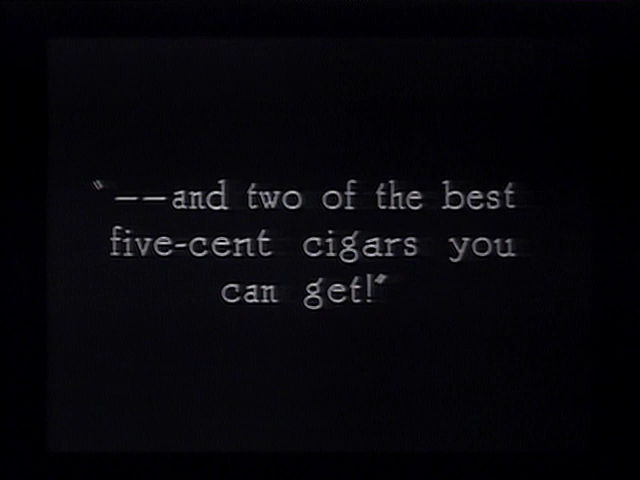 "——and two of the best
five-cent cigars you
can get!"